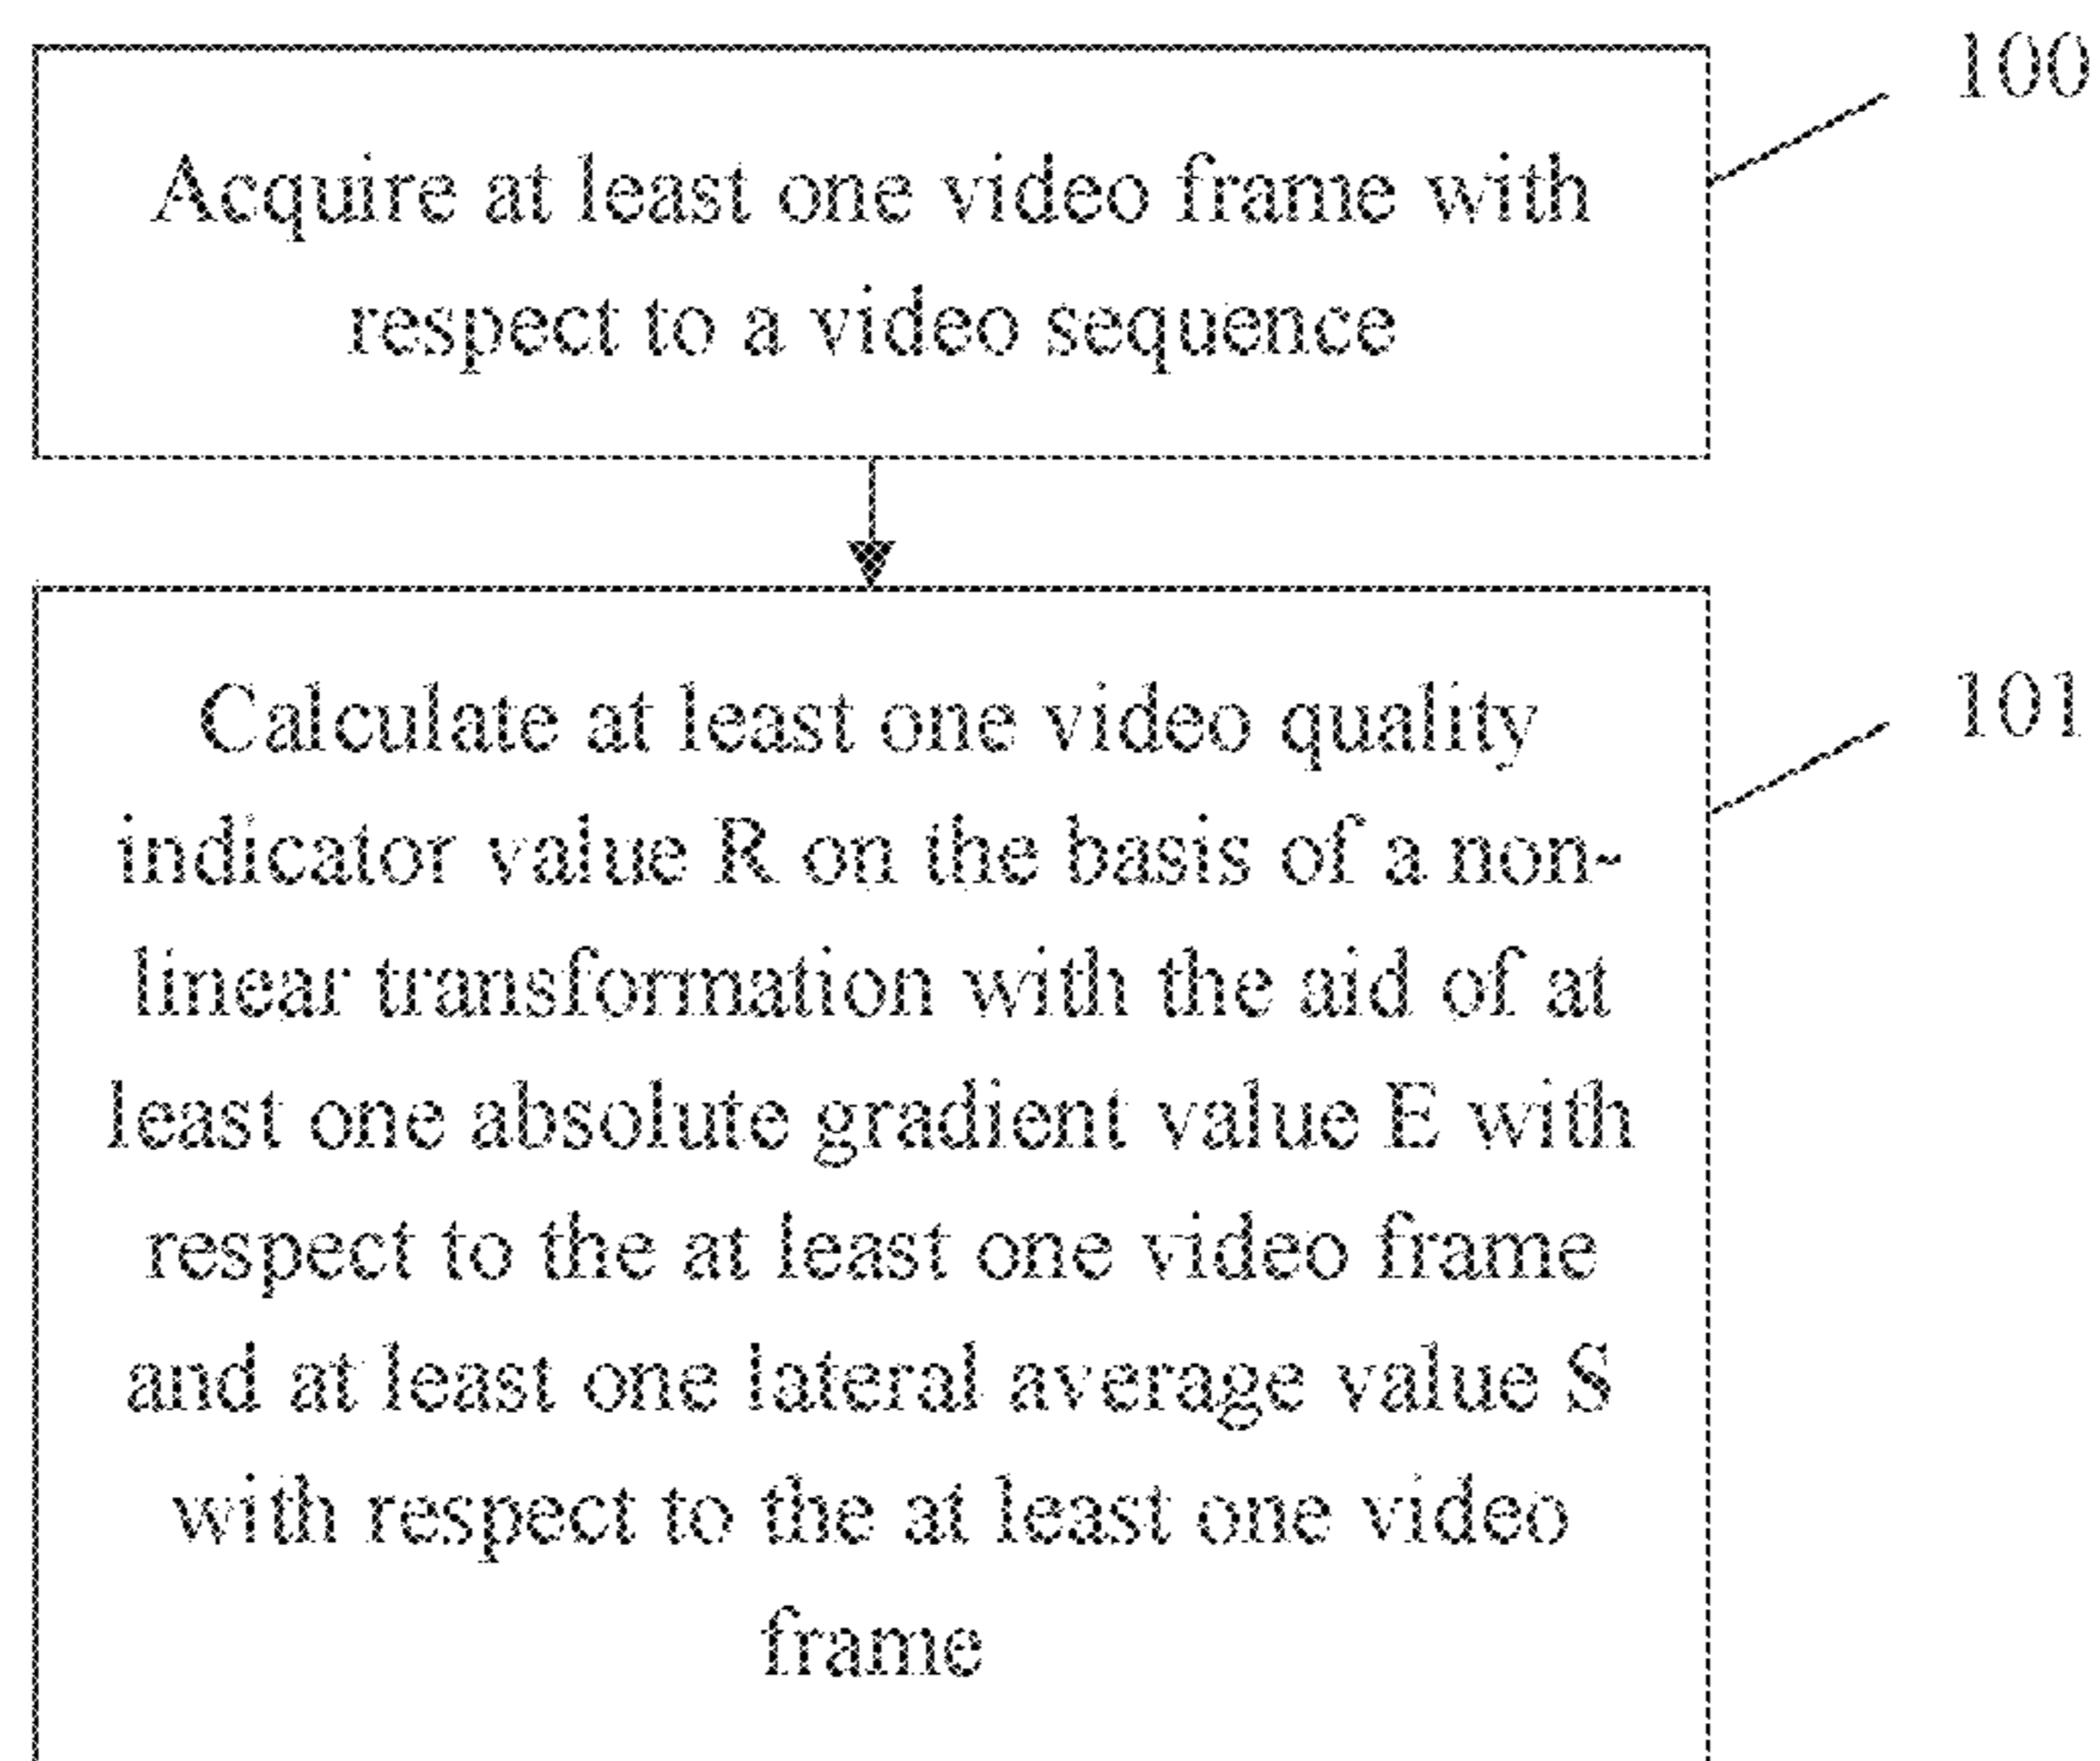 100
Acquire at least one video frame with
respect to a video sequence
101
Calculate at least one video quality
indicator value R on the basis of a non-
linear transformation with the aid of at
least one absolute gradient value E with
respect to the at least one video frame
and at least one lateral average value S
with respect to the at least one video
frame